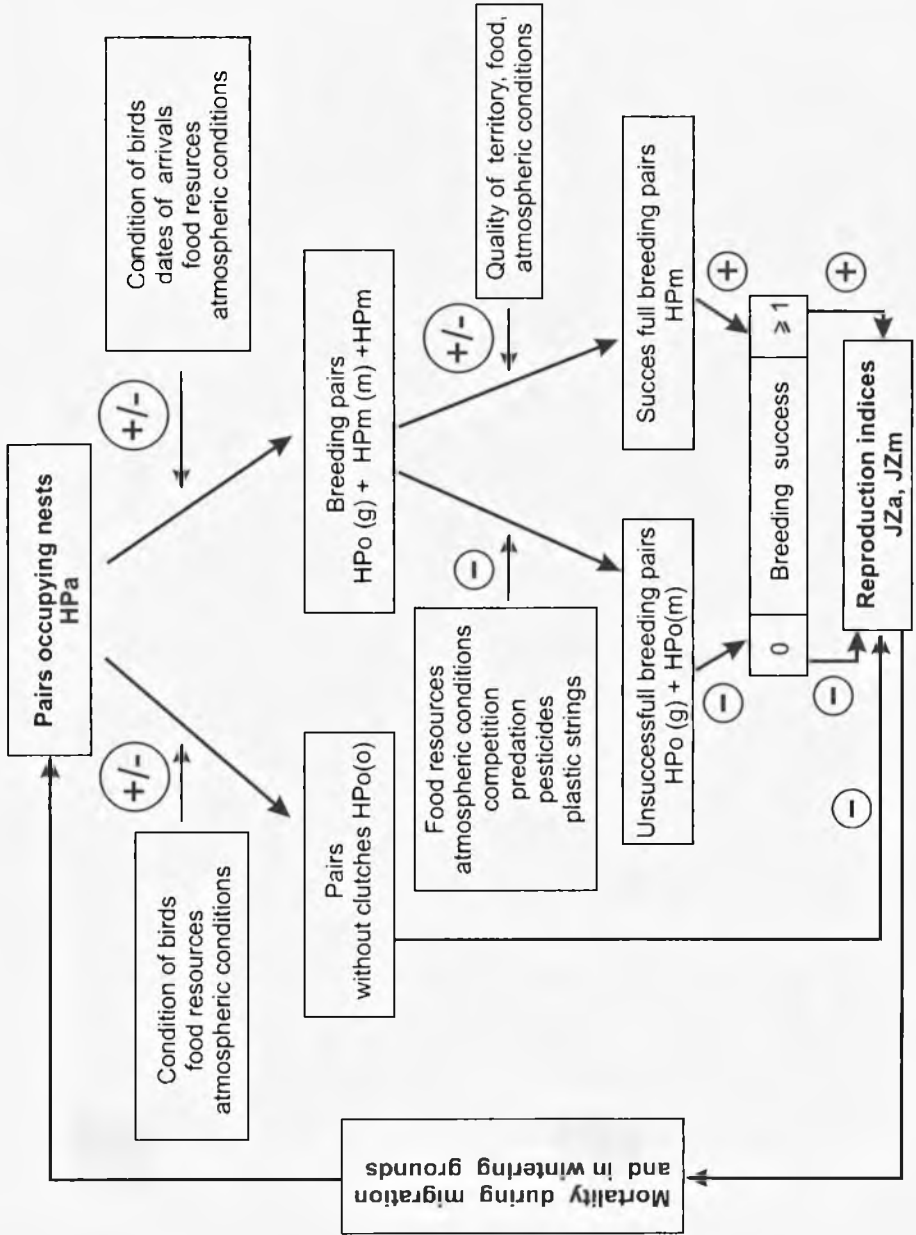 Pairs occupying nests
HPa
+/-
+/-
Condition of birds
food resources
atmospheric conditions
Condition of birds
dates of arrivals
food resurces
atmospheric conditions
Pairs
without clutches HPo(o)
Breeding pairs
HPo (g) + HPm (m) +HPm
Food resources
atmospheric conditions
competition
predation
pesticides
plastic strings
−
+/-
Quality of territory, food,
atmospheric conditions
Unsuccessfull breeding pairs
HPo (g) + HPo(m)
Succes full breeding pairs
HPm
−
+
0
Breeding success
⩾ 1
−
+
−
Reproduction indices
JZa, JZm
Mortality during migration
and in wintering grounds